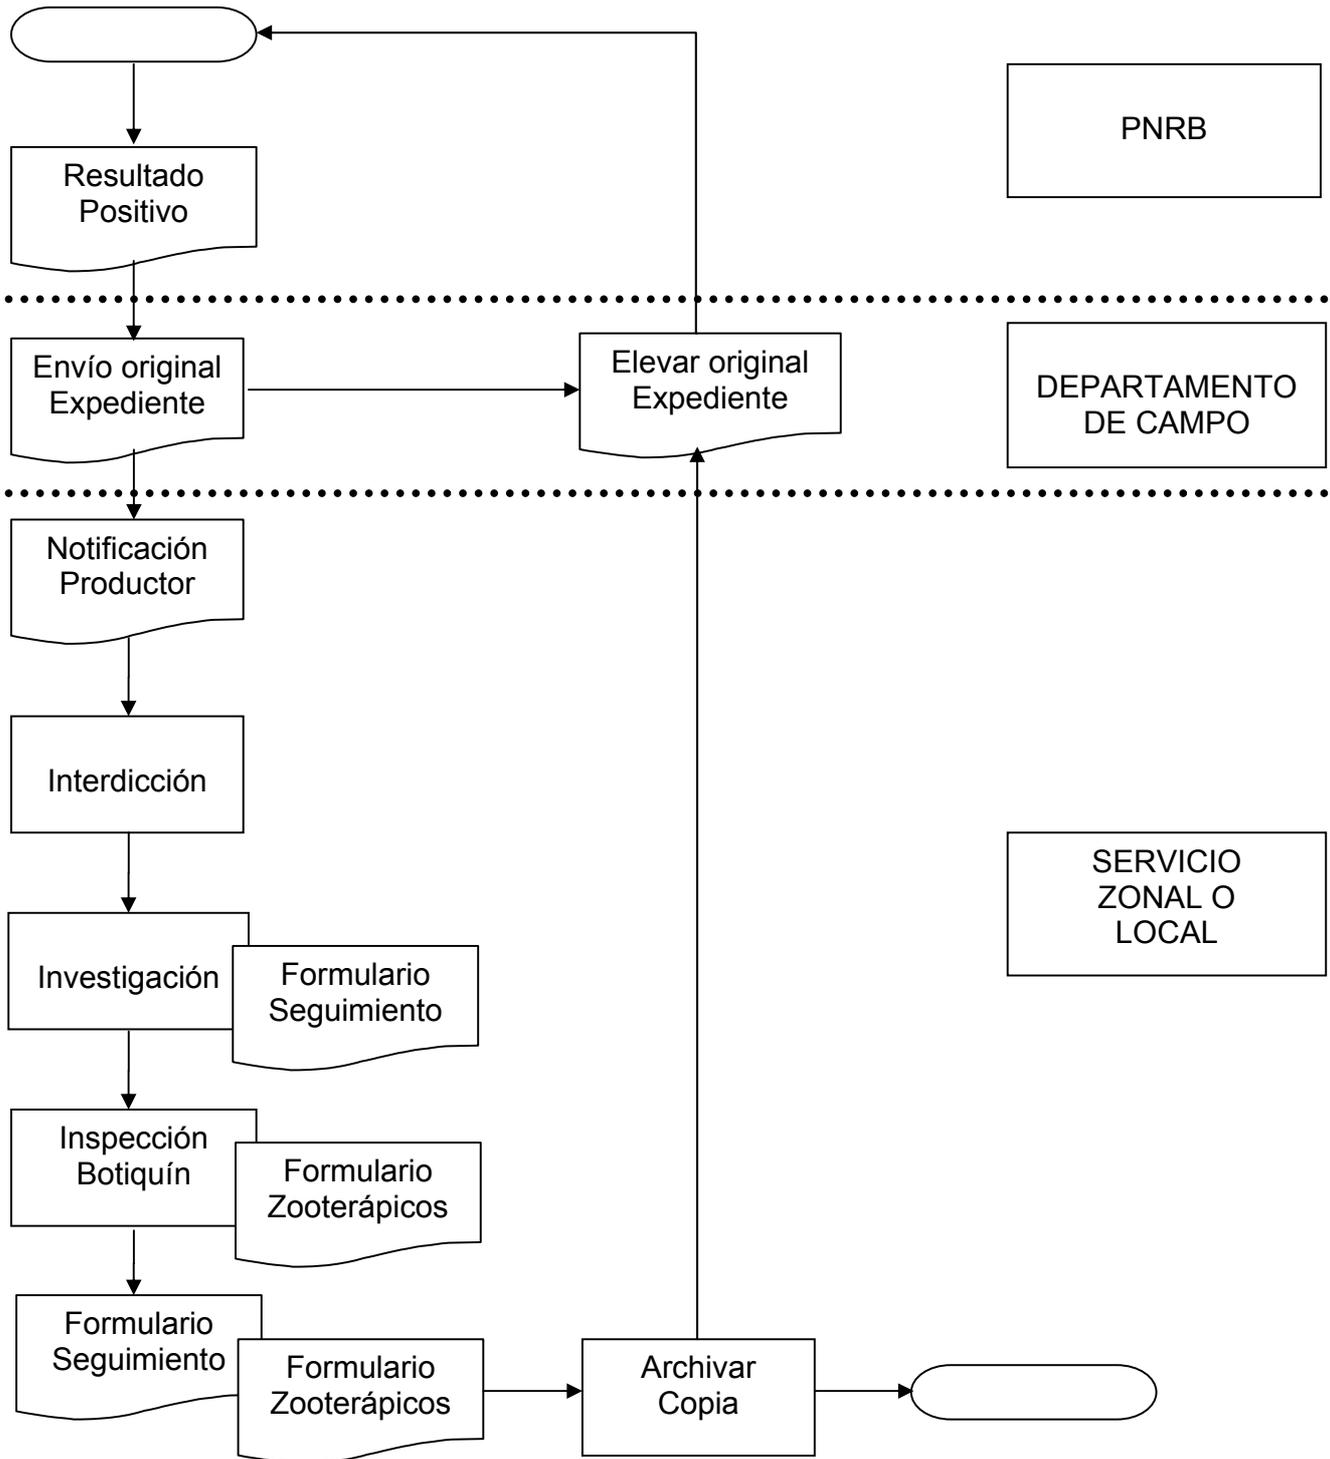 PNRB
Resultado
Positivo
Envío original
Expediente
Elevar original
Expediente
DEPARTAMENTO
DE CAMPO
Notificación
Productor
Interdicción
SERVICIO
ZONAL O
LOCAL
Investigación
Formulario
Seguimiento
Inspección
Botiquín
Formulario
Zooterápicos
Formulario
Seguimiento
Formulario
Zooterápicos
Archivar
Copia